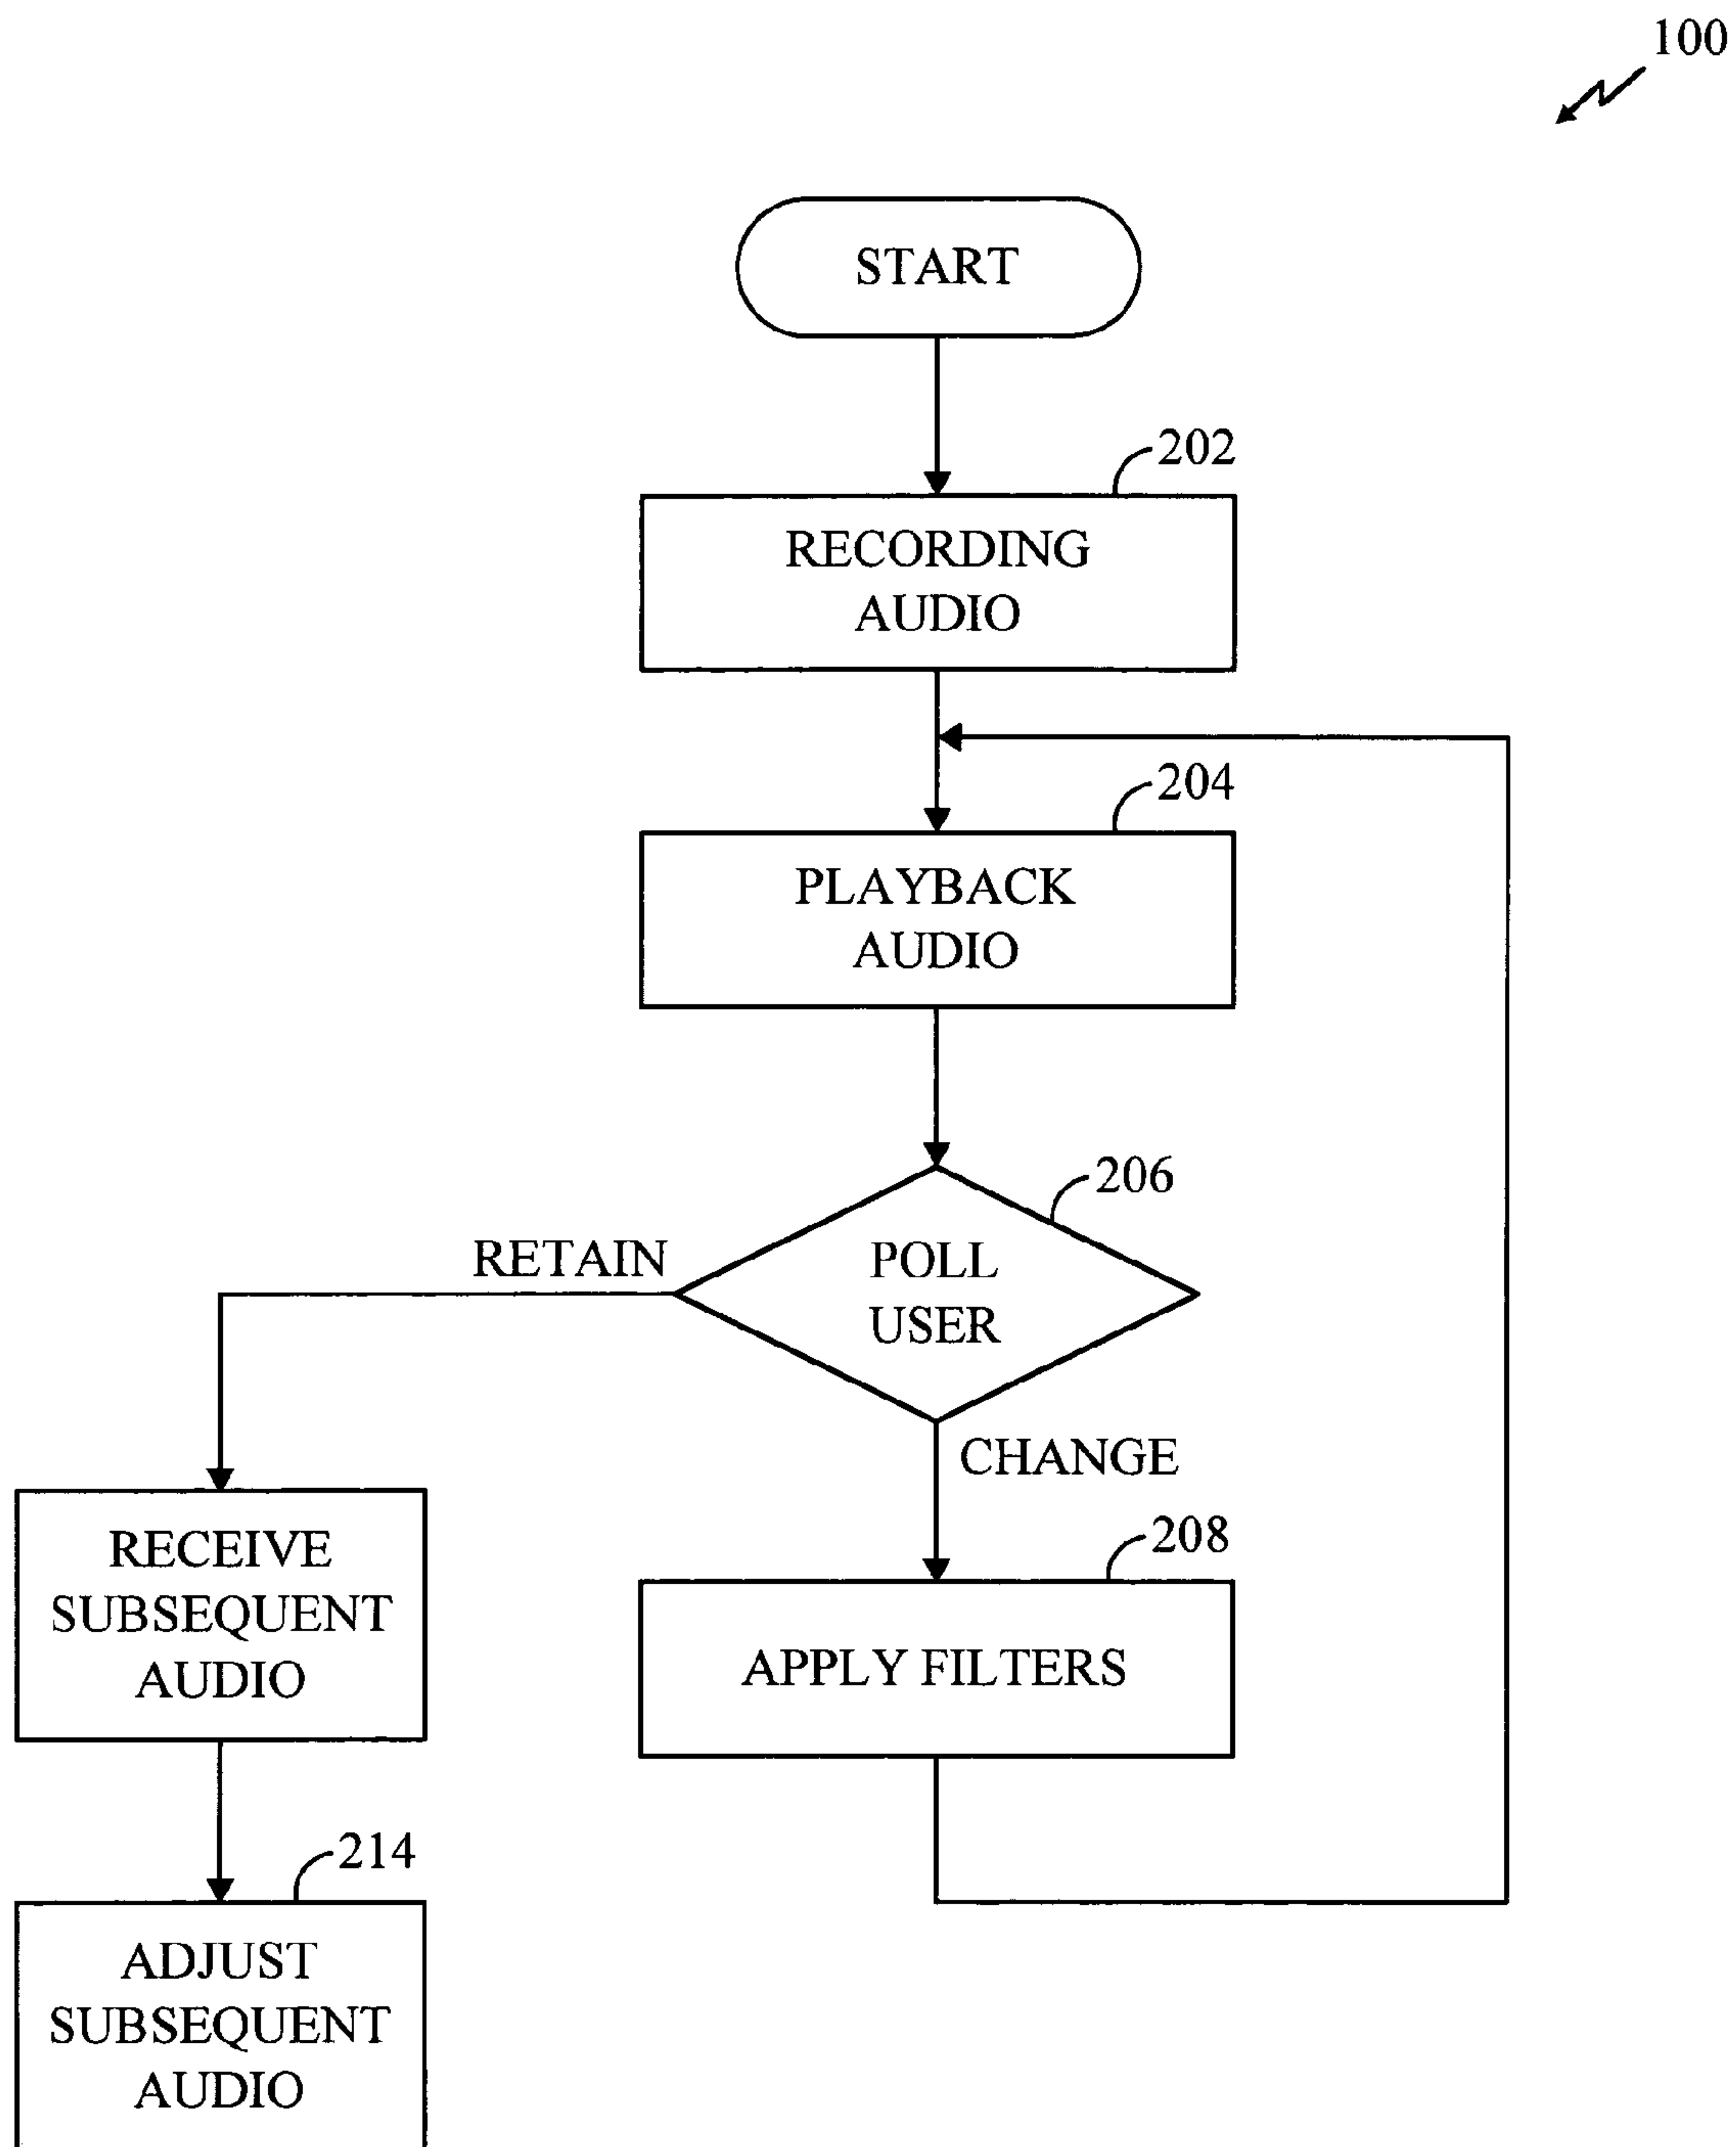 100
START
202
RECORDING
AUDIO
204
PLAYBACK
AUDIO
206
RETAIN
POLL
USER
CHANGE
208
RECEIVE
SUBSEQUENT
AUDIO
APPLY FILTERS
214
ADJUST
SUBSEQUENT
AUDIO